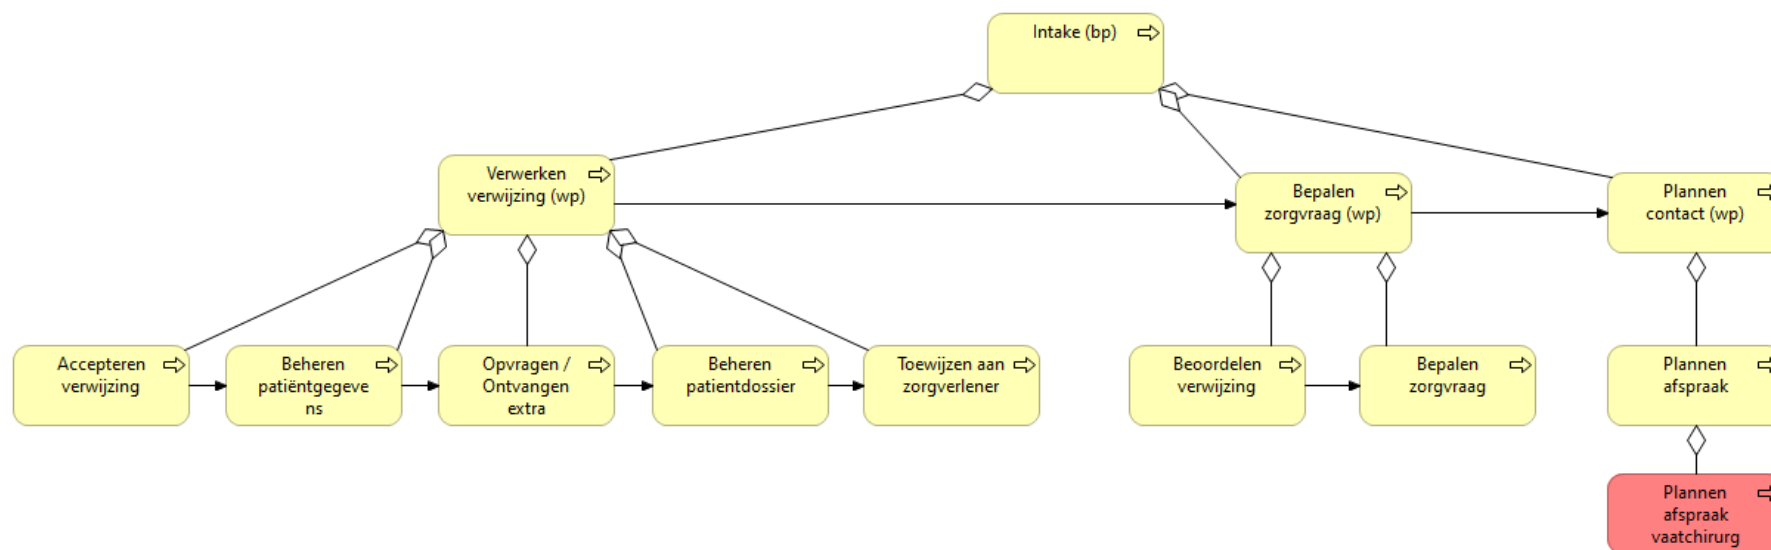 Intake (bp)
Verwerken
verwijzing (wp)
Bepalen
zorgvraag (wp)
Plannen
contact (wp)
Accepteren
verwijzing
Beheren
patiëntgegeve
ns
Opvragen /
Ontvangen
extra
Beheren
patientdossier
Toewijzen aan
zorgverlener
Beoordelen
verwijzing
Bepalen
zorgvraag
Plannen
afspraak
Plannen
afspraak
vaatchirurg